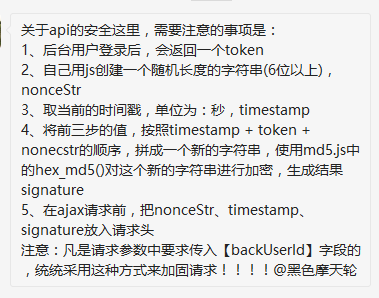 关于api的安全这里，需要注意的事项是：
1、后台用户登录后，会返回一个token
2、自己用js创建一个随机长度的字符串(6位以上)，
nonceStr
3、取当前的时间戳，单位为：秒，timestamp
4、将前三步的值，按照timestamp + token +
nonecstr的顺序，拼成一个新的字符串，使用md5.js中
的hex_md5()对这个新的字符串进行加密，生成结果
signature
5、在ajax请求前，把nonceStr、timestamp、
signature放入请求头
注意：凡是请求参数中要求传入【backUserId】字段的
，统统采用这种方式来加固请求！！！！@黑色摩天轮